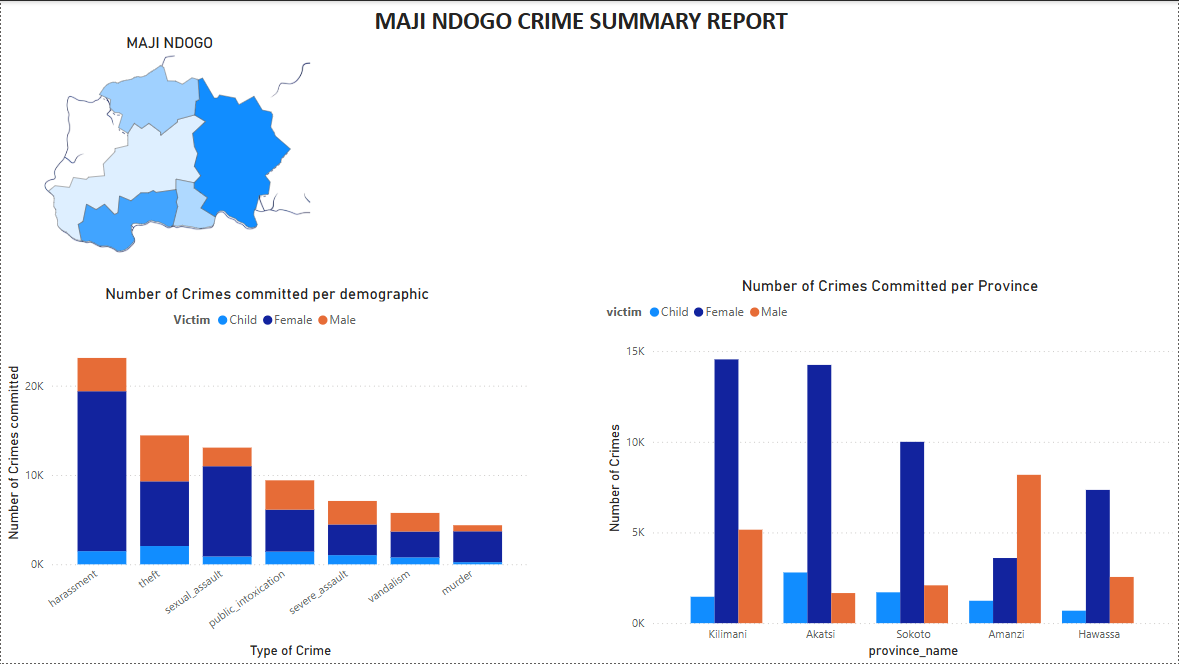 MAJI NDOGO CRIME SUMMARY REPORT
MAJI NDOGO
Number of Crimes committed per demographic
Victim Child Female Male
Number of Crimes committed
20K
10K
0K
harassment
theft
sexual_assault
public_intoxication
severe_assault
vandalism
murder
Type of Crime
Number of Crimes Committed per Province
victim Child Female Male
Number of Crimes
15K
10K
5K
0K
Kilimani
Akatsi
Sokoto
Amanzi
Hawassa
province_name